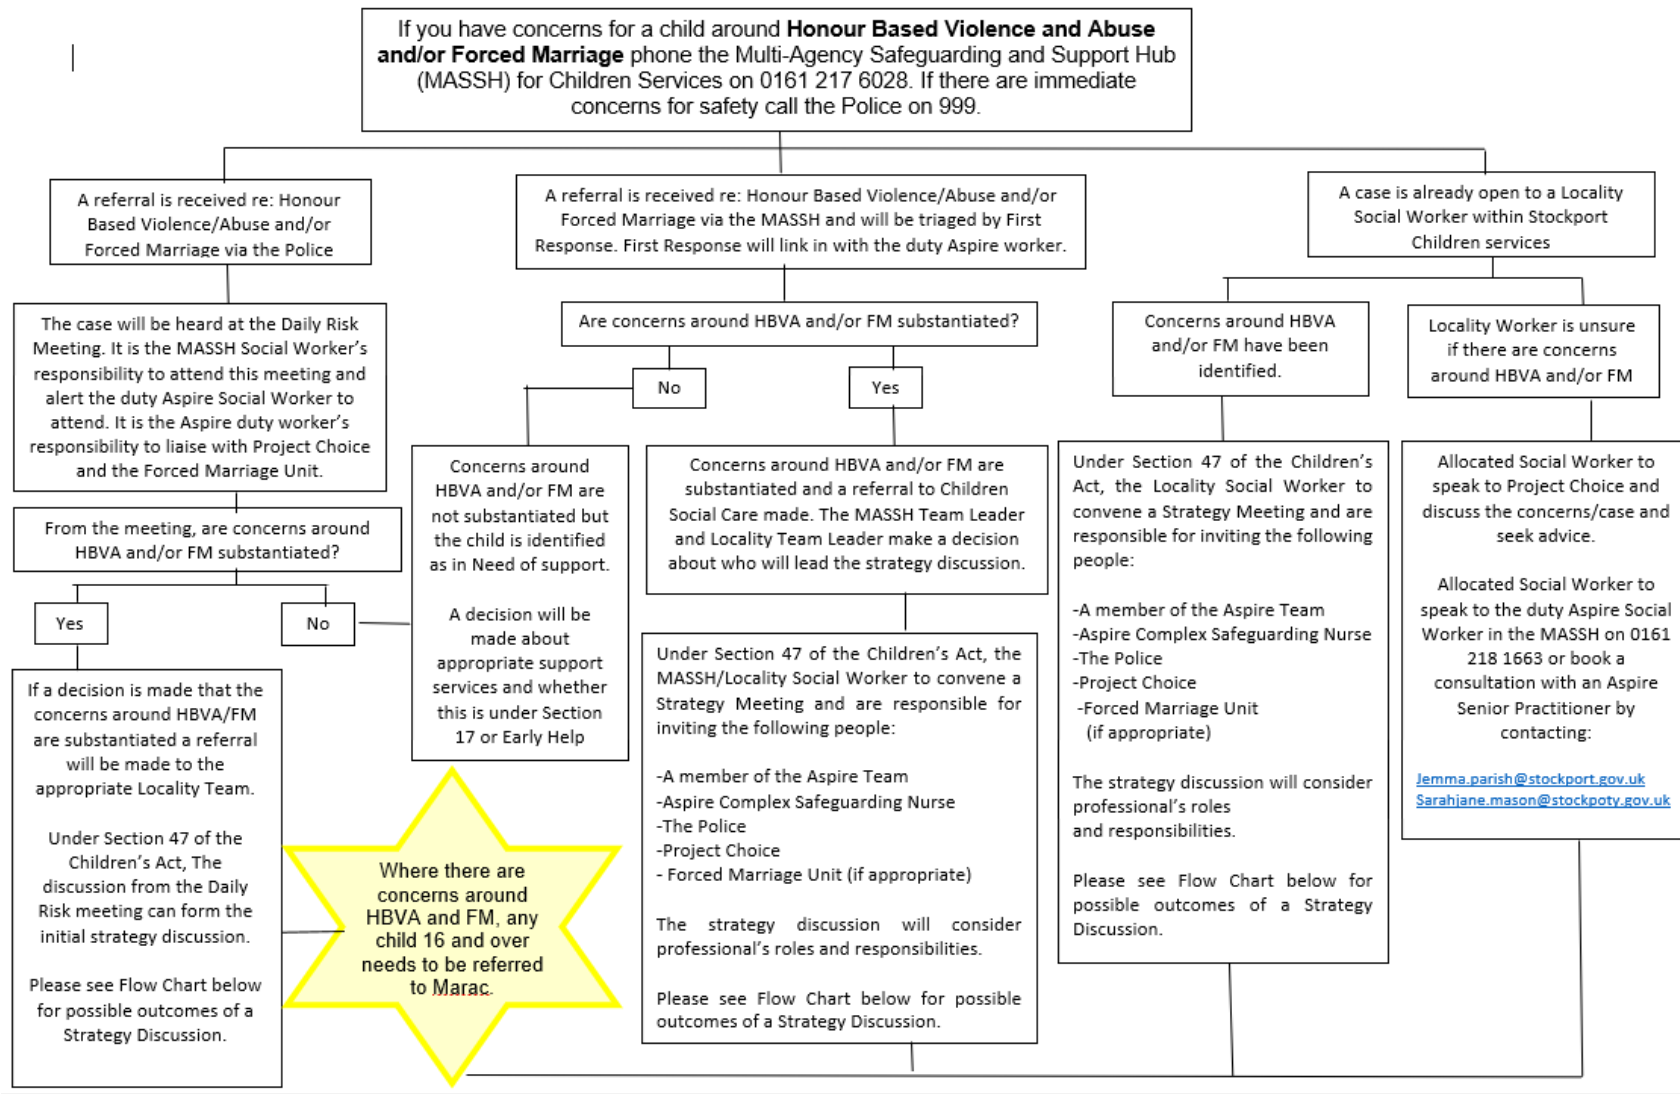 If you have concerns for a child around Honour Based Violence and Abuse
and/or Forced Marriage phone the Multi-Agency Safeguarding and Support Hub
(MASSH) for Children Services on 0161 217 6028. If there are immediate
concerns for safety call the Police on 999.
A referral is received re: Honour
Based Violence/Abuse and/or
Forced Marriage via the Police
The case will be heard at the Daily Risk
Meeting. It is the MASSH Social Worker’s
responsibility to attend this meeting and
alert the duty Aspire Social Worker to
attend. It is the Aspire duty worker’s
responsibility to liaise with Project Choice
and the Forced Marriage Unit.
From the meeting, are concerns around
HBVA and/or FM substantiated?
Yes
No
If a decision is made that the
concerns around HBVA/FM
are substantiated a referral
will be made to the
appropriate Locality Team.
Under Section 47 of the
Children’s Act, The
discussion from the Daily
Risk meeting can form the
initial strategy discussion.
Please see Flow Chart below
for possible outcomes of a
Strategy Discussion.
A referral is received re: Honour Based Violence/Abuse and/or
Forced Marriage via the MASSH and will be triaged by First
Response. First Response will link in with the duty Aspire worker.
Are concerns around HBVA and/or FM substantiated?
No
Yes
Concerns around
HBVA and/or FM are
not substantiated but
the child is identified
as in Need of support.
A decision will be
made about
appropriate support
services and whether
this is under Section
17 or Early Help
Where there are
concerns around
HBVA and FM, any
child 16 and over
needs to be referred
to Marac.
Concerns around HBVA and/or FM are
substantiated and a referral to Children
Social Care made. The MASSH Team Leader
and Locality Team Leader make a decision
about who will lead the strategy discussion.
Under Section 47 of the Children’s Act, the
MASSH/Locality Social Worker to convene a
Strategy Meeting and are responsible for
inviting the following people:
-A member of the Aspire Team
-Aspire Complex Safeguarding Nurse
-The Police
-Project Choice
- Forced Marriage Unit (if appropriate)
The strategy discussion will consider
professional’s roles and responsibilities.
Please see Flow Chart below for possible
outcomes of a Strategy Discussion.
A case is already open to a Locality
Social Worker within Stockport
Children services
Concerns around HBVA
and/or FM have been
identified.
Under Section 47 of the Children’s
Act, the Locality Social Worker to
convene a Strategy Meeting and are
responsible for inviting the following
people:
-A member of the Aspire Team
-Aspire Complex Safeguarding Nurse
-The Police
-Project Choice
-Forced Marriage Unit
(if appropriate)
The strategy discussion will consider
professional’s roles
and responsibilities.
Please see Flow Chart below for
possible outcomes of a Strategy
Discussion.
Locality Worker is unsure
if there are concerns
around HBVA and/or FM
Allocated Social Worker to
speak to Project Choice and
discuss the concerns/case and
seek advice.
Allocated Social Worker to
speak to the duty Aspire Social
Worker in the MASSH on 0161
218 1663 or book a
consultation with an Aspire
Senior Practitioner by
contacting:
Jemma.parish@stockport.gov.uk
Sarahjane.mason@stockpoty.gov.uk